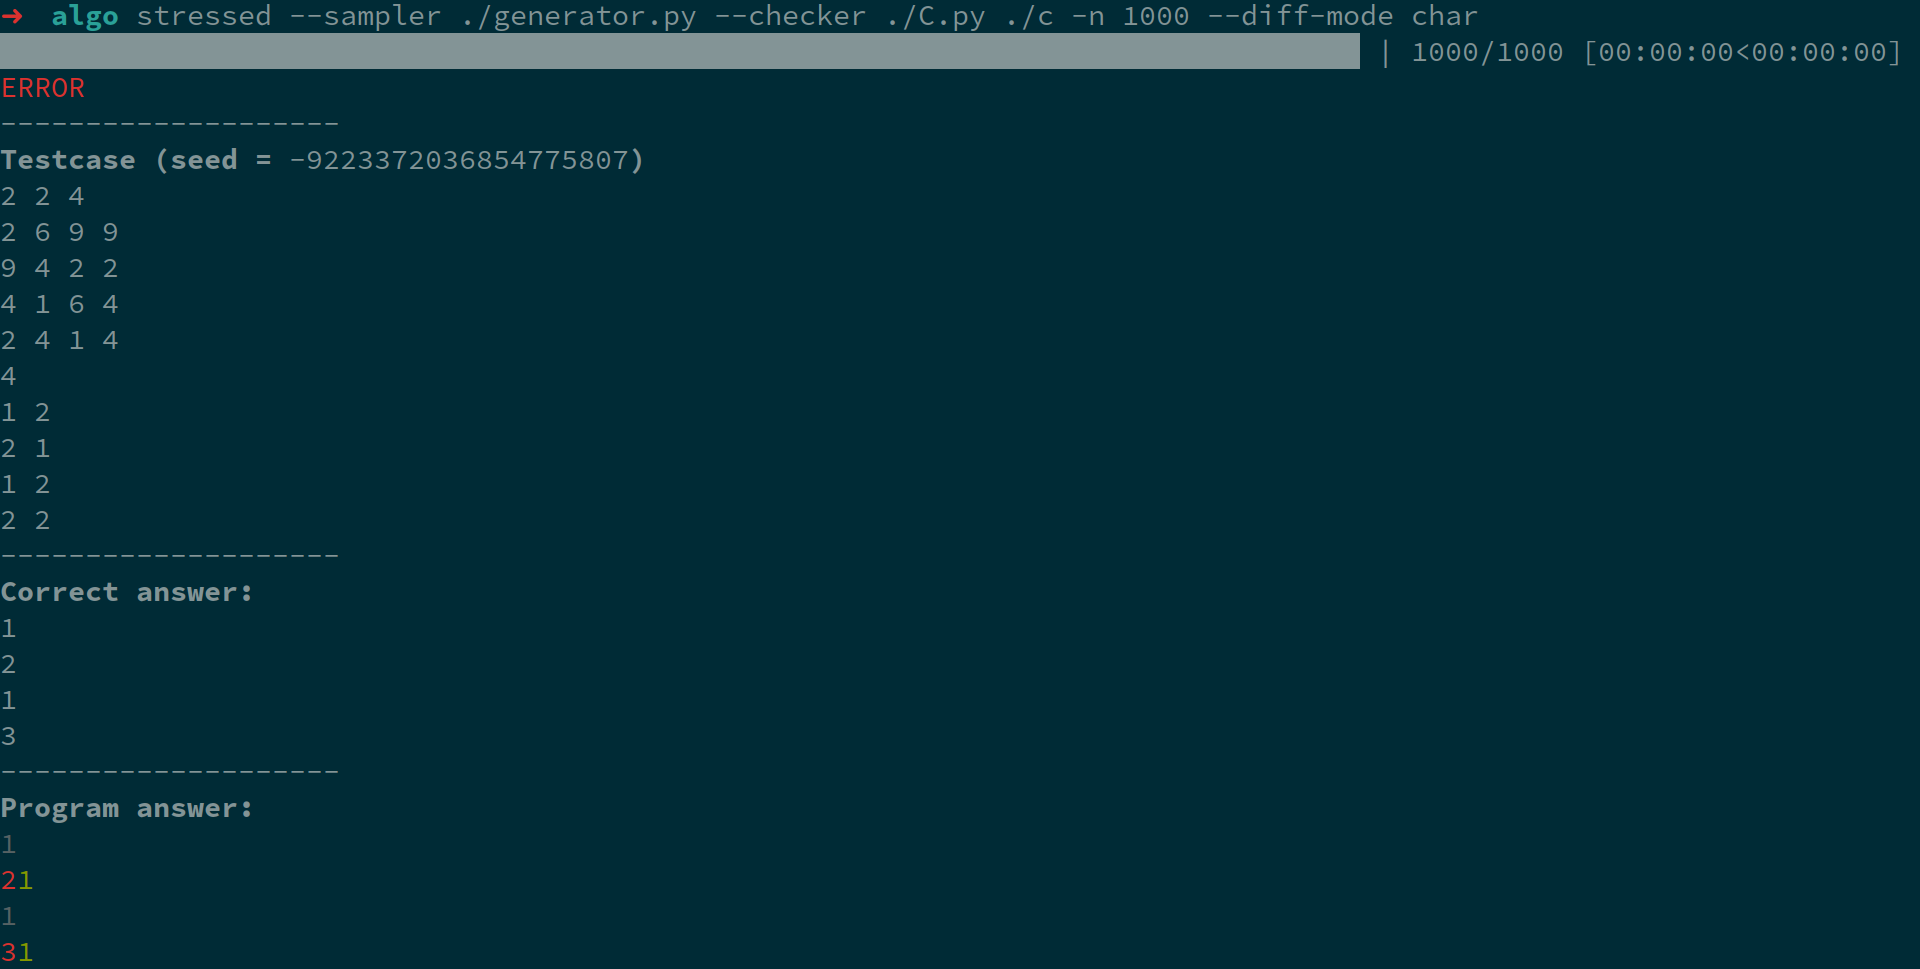 ➜  algo stressed --sampler ./generator.py --checker ./C.py ./c -n 1000 --diff-mode char
| 1000/1000 [00:00:00<00:00:00]
ERROR
--------------------
Testcase (seed = -9223372036854775807)
2 2 4
2 6 9 9
9 4 2 2
4 1 6 4
2 4 1 4
4
1 2
2 1
1 2
2 2
--------------------
Correct answer:
1
2
1
3
--------------------
Program answer:
1
21
1
31